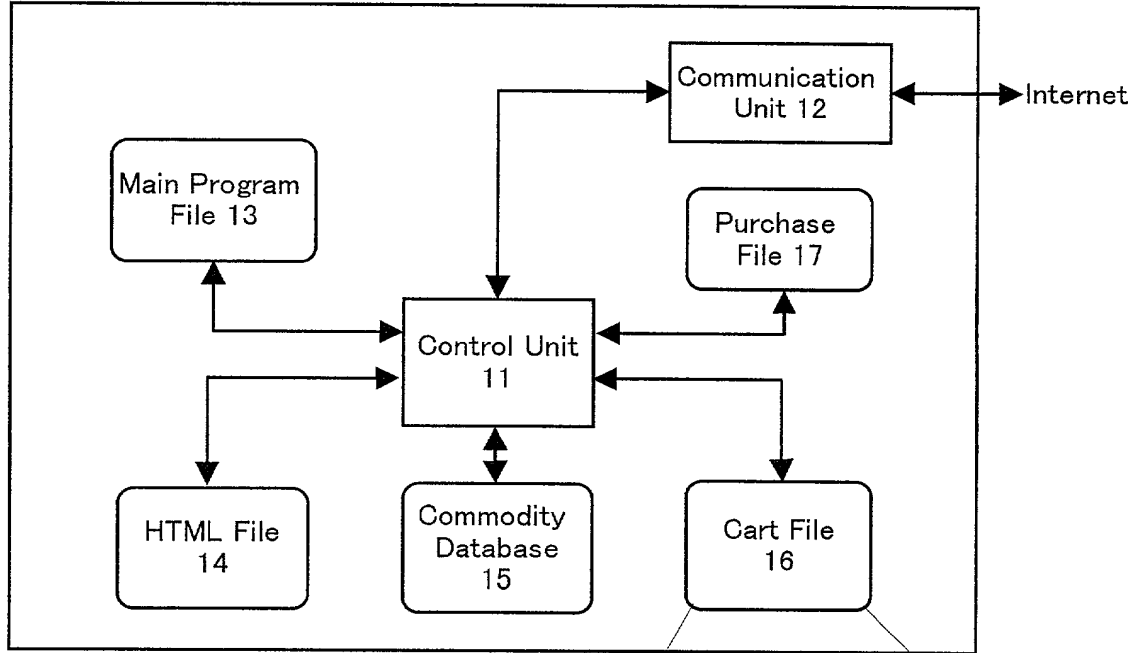 Communication
Unit 12
Internet
Main Program
File 13
Purchase
File 17
Control Unit
11
HTML File
14
Commodity
Database
15
Cart File
16